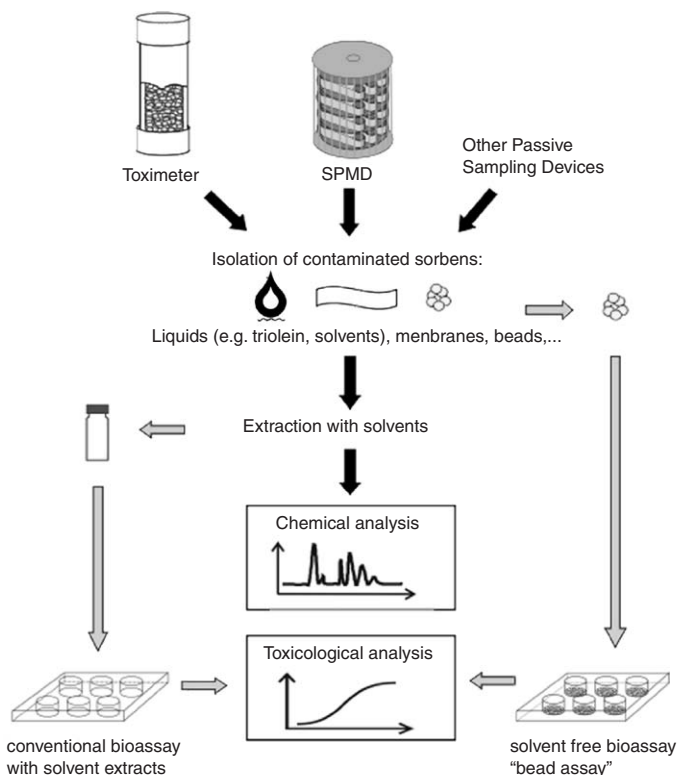 Toximeter
SPMD
Other Passive
Sampling Devices
Isolation of contaminated sorbens:
Liquids (e.g. triolein, solvents), menbranes, beads,...
Extraction with solvents
Chemical analysis
Toxicological analysis
conventional bioassay
with solvent extracts
solvent free bioassay
“bead assay”